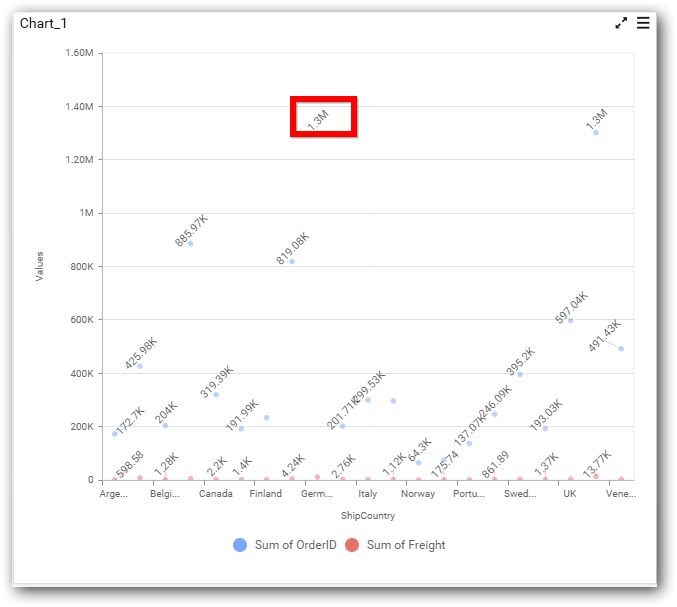 Chart_1
1.60M
1.40M
1.3M
1.3M
1.20M
1M
885.97K
819.08K
800K
Values
600K
597.04K
491.43K
425.98K
400K
395.2K
319.39K
299.53K
246.09K
200K
172.7K
204K
191.99K
201.71K
64.3K
137.07K
193.03K
0
598.58
1.28K
2.2K
1.4K
4.24K
2.76K
1.12K
175.74
861.89
1.37K
13.77K
Arge...
Belgi...
Canada
Finland
Germ...
Italy
Norway
Portu...
Swed...
UK
Vene...
ShipCountry
Sum of OrderID
Sum of Freight